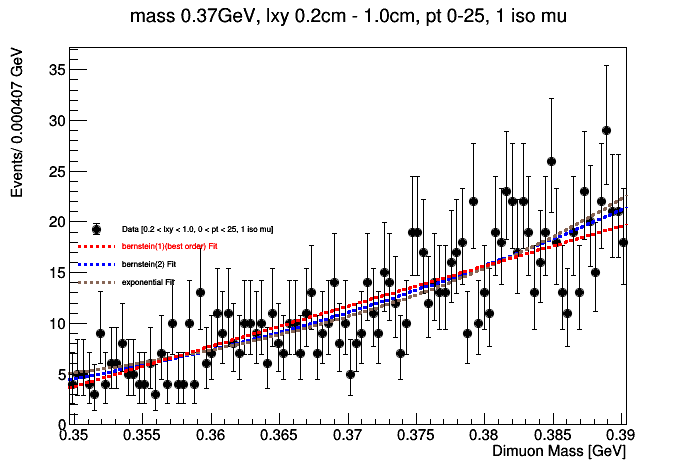 mass 0.37GeV, lxy 0.2cm - 1.0cm, pt 0-25, 1 iso mu
Events/ 0.000407 GeV
35
30
25
20
15
10
5
0
Data [0.2 < lxy < 1.0, 0 < pt < 25, 1 iso mu]
bernstein(1)(best order) Fit
bernstein(2) Fit
exponential Fit
0.35 0.355 0.36 0.365 0.37 0.375 0.38 0.385 0.39
Dimuon Mass [GeV]